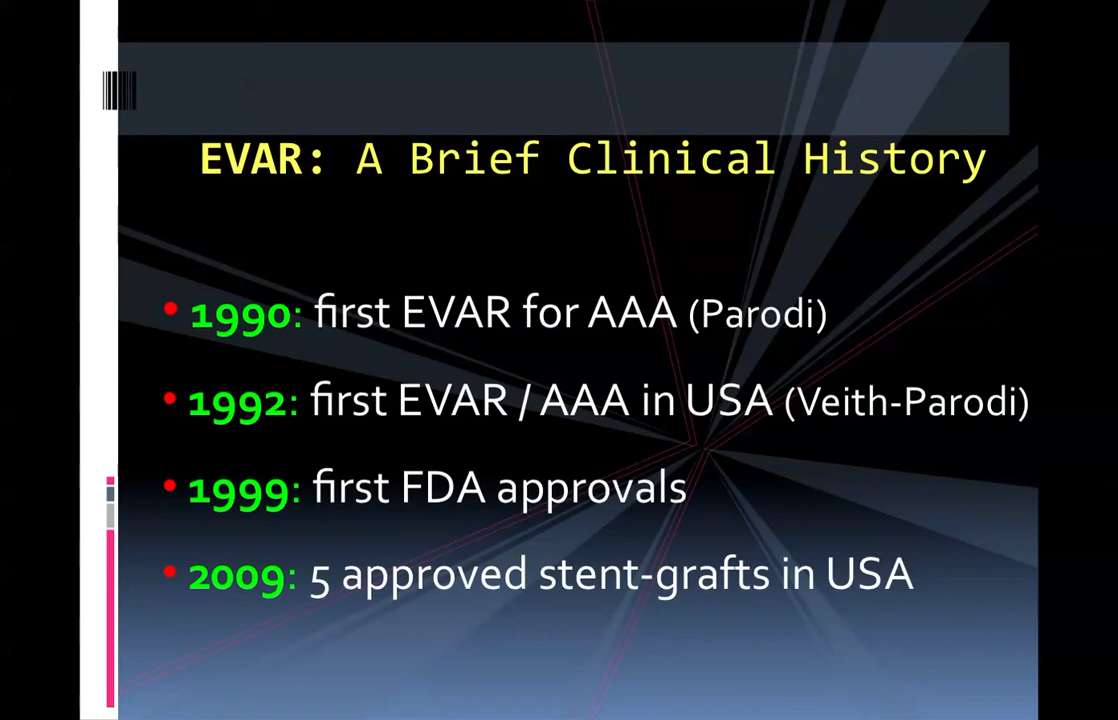 EVAR: A Brief Clinical History
• 1990: first EVAR for AAA (Parodi)
• 1992: first EVAR / AAA in USA (Veith-Parodi)
• 1999: first FDA approvals
• 2009: 5 approved stent-grafts in USA